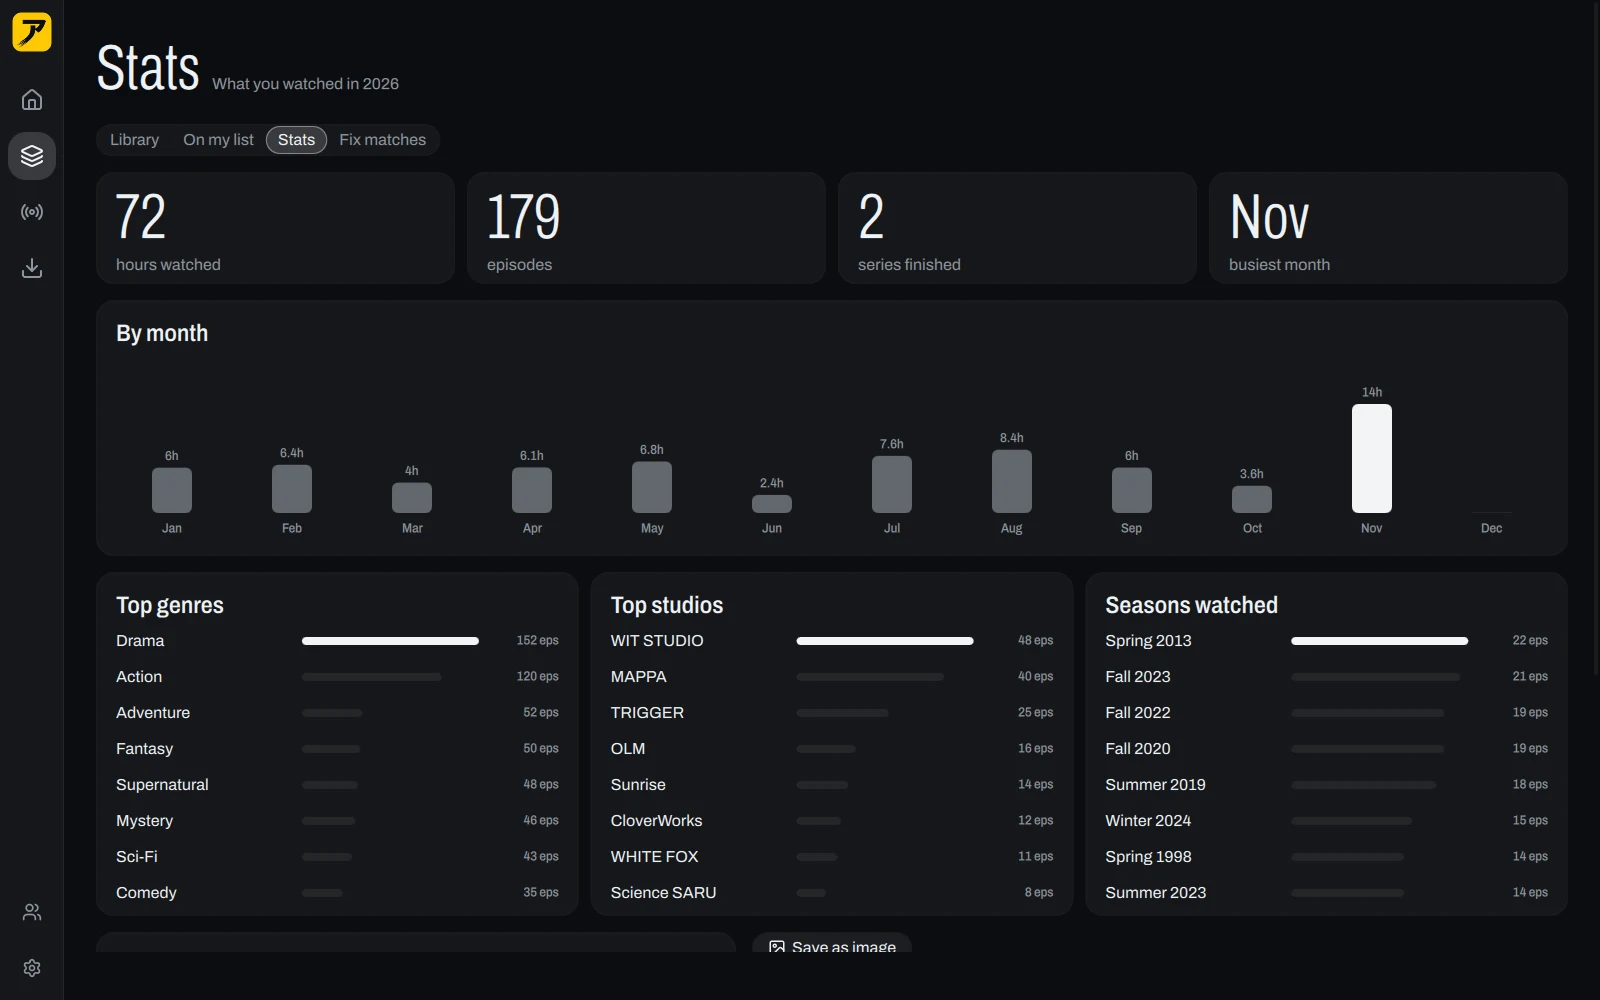 ア
Stats What you watched in 2026
Library On my list Stats Fix matches
72
hours watched
179
episodes
2
series finished
Nov
busiest month
By month
6h 6.4h 4h 6.1h 6.8h 2.4h 7.6h 8.4h 6h 3.6h 14h
Jan Feb Mar Apr May Jun Jul Aug Sep Oct Nov Dec
Top genres
Drama 152 eps
Action 120 eps
Adventure 52 eps
Fantasy 50 eps
Supernatural 48 eps
Mystery 46 eps
Sci-Fi 43 eps
Comedy 35 eps
Top studios
WIT STUDIO 48 eps
MAPPA 40 eps
TRIGGER 25 eps
OLM 16 eps
Sunrise 14 eps
CloverWorks 12 eps
WHITE FOX 11 eps
Science SARU 8 eps
Seasons watched
Spring 2013 22 eps
Fall 2023 21 eps
Fall 2022 19 eps
Fall 2020 19 eps
Summer 2019 18 eps
Winter 2024 15 eps
Spring 1998 14 eps
Summer 2023 14 eps
Save as image